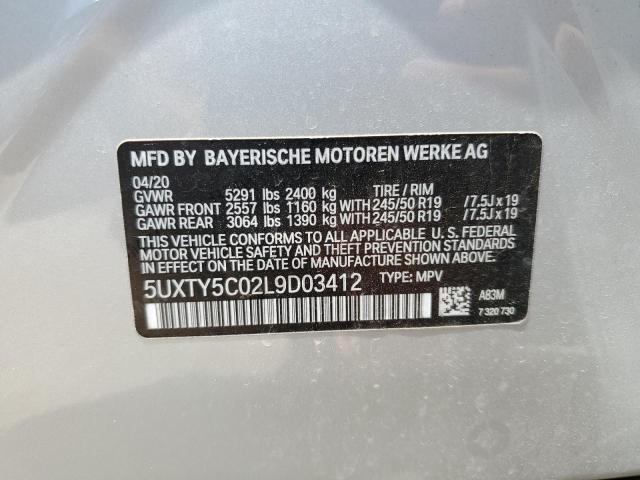 MFD BY BAYERISCHE MOTOREN WERKE AG
04/20
GVWR 5291 lbs 2400 kg TIRE / RIM
GAWR FRONT 2557 lbs 1160 kg WITH 245/50 R19 /7.5J x 19
GAWR REAR 3064 lbs 1390 kg WITH 245/50 R19 /7.5J x 19
THIS VEHICLE CONFORMS TO ALL APPLICABLE U. S. FEDERAL
MOTOR VEHICLE SAFETY AND THEFT PREVENTION STANDARDS
IN EFFECT ON THE DATE OF MANUFACTURE SHOWN ABOVE.
5UXTY5C02L9D03412 TYPE: MPV
A83M
7 320 730